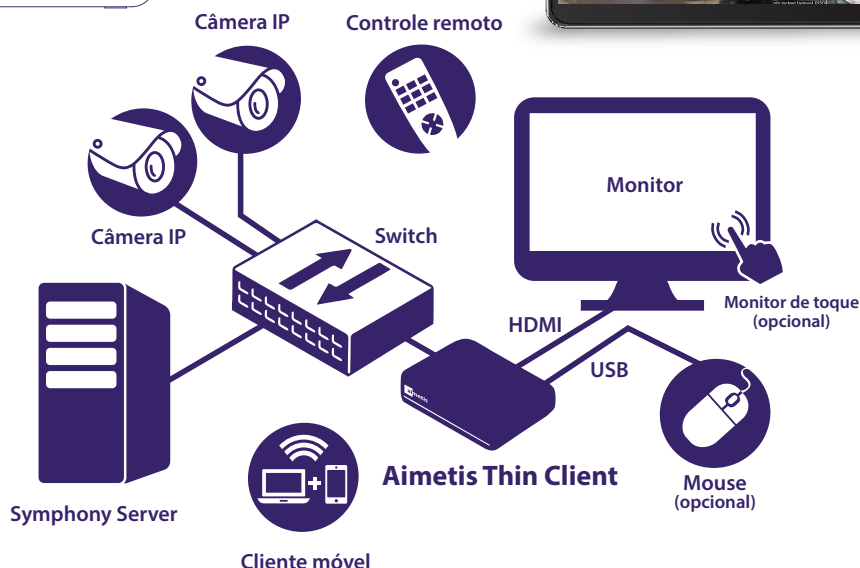 Câmera IP
Controle remoto
Câmera IP
Switch
Monitor
Monitor de toque
(opcional)
HDMI
USB
aimetis
Aimetis Thin Client
Mouse
(opcional)
Symphony Server
Cliente móvel